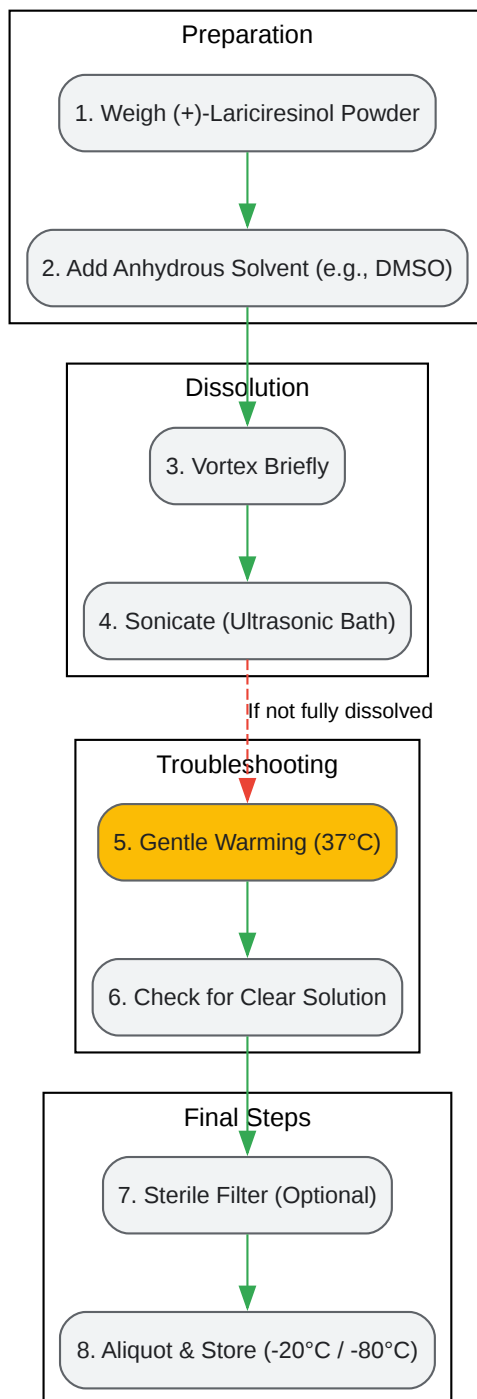 Preparation
1. Weigh (+)-Lariciresinol Powder
2. Add Anhydrous Solvent (e.g., DMSO)
Dissolution
3. Vortex Briefly
4. Sonicate (Ultrasonic Bath)
If not fully dissolved
Troubleshooting
5. Gentle Warming (37°C)
6. Check for Clear Solution
Final Steps
7. Sterile Filter (Optional)
8. Aliquot & Store (-20°C / -80°C)